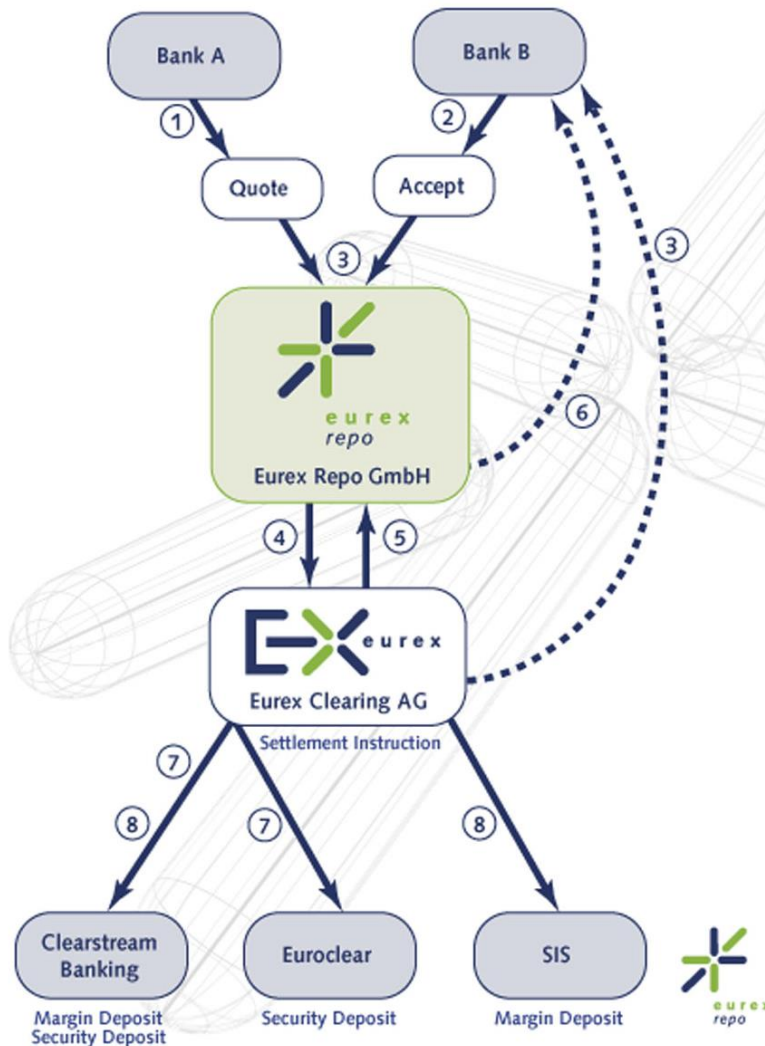 Bank A
Bank B
1
2
Quote
Accept
3
3
eurex
repo
6
Eurex Repo GmbH
4
5
eurex
Eurex Clearing AG
Settlement Instruction
7
8
7
8
Clearstream
Banking
Euroclear
SIS
Margin Deposit
Security Deposit
Security Deposit
Margin Deposit
eurex
repo